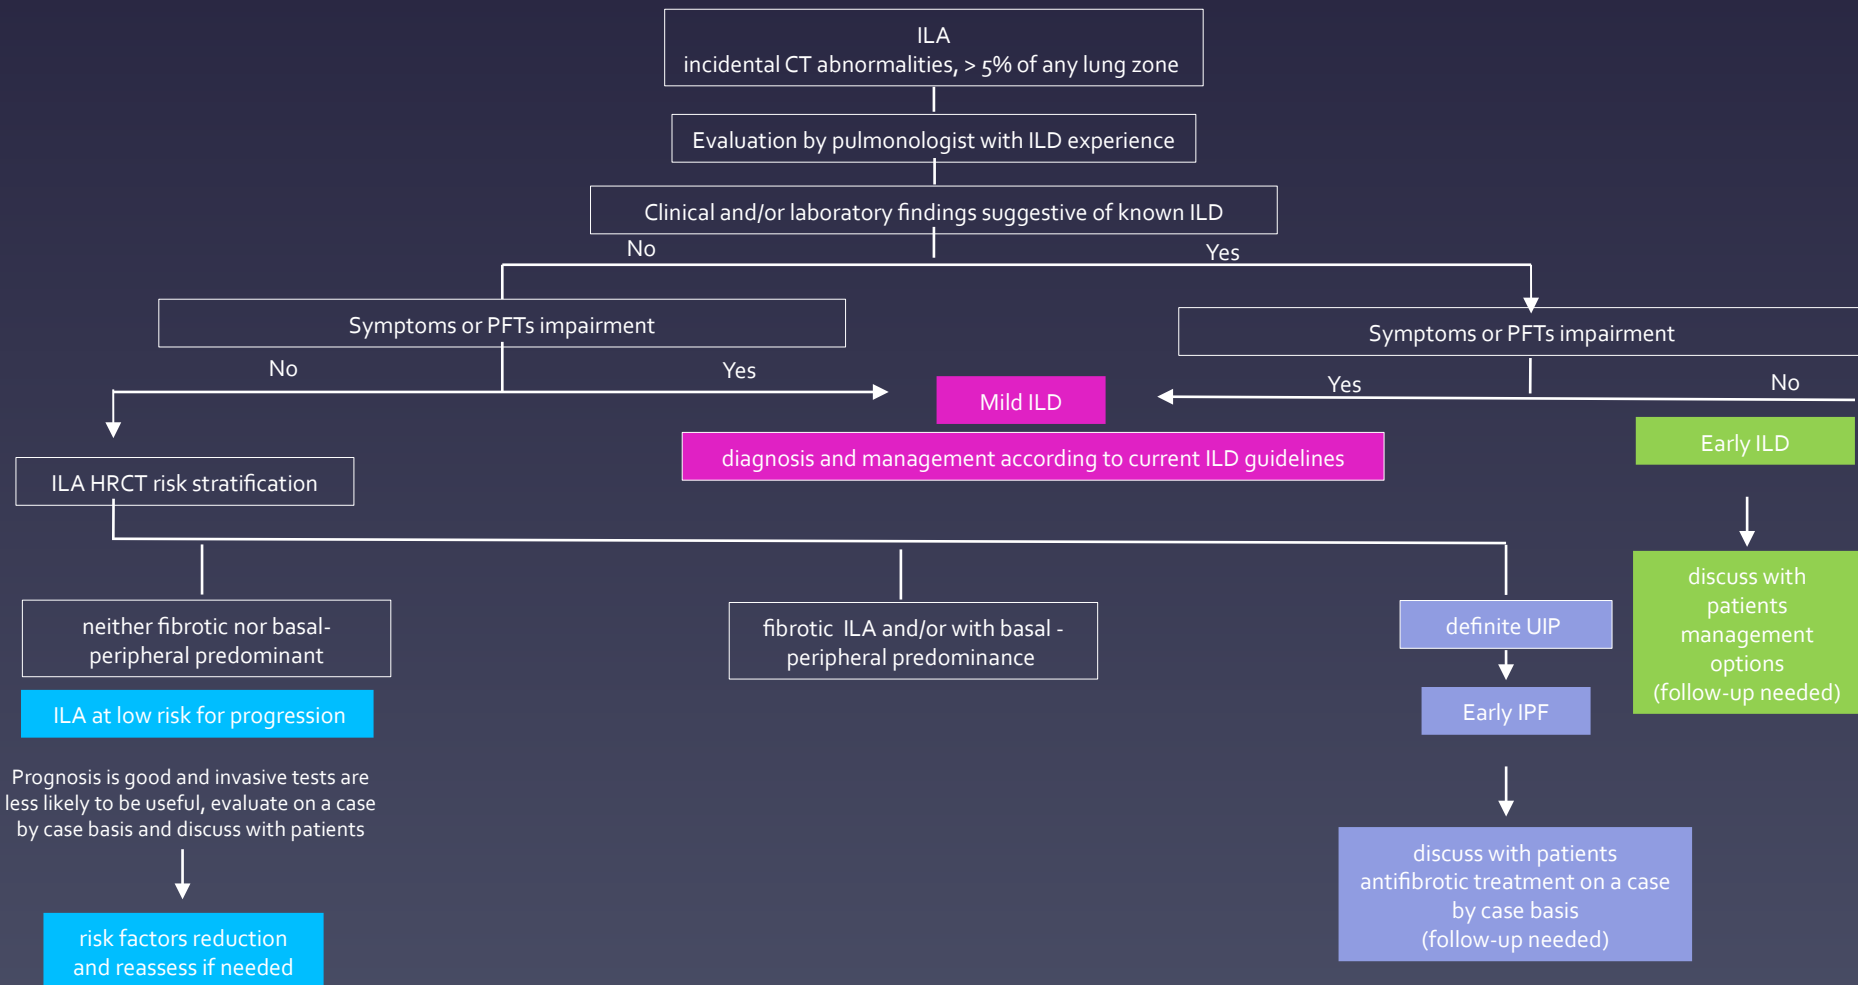 ILA
incidental CT abnormalities, > 5% of any lung zone
Evaluation by pulmonologist with ILD experience
Clinical and/or laboratory findings suggestive of known ILD
No
Yes
Symptoms or PFTs impairment
Symptoms or PFTs impairment
No
Yes
Yes
No
Mild ILD
diagnosis and management according to current ILD guidelines
Early ILD
ILA HRCT risk stratification
discuss with
patients
management
options
(follow-up needed)
neither fibrotic nor basal-
peripheral predominant
fibrotic ILA and/or with basal -
peripheral predominance
definite UIP
ILA at low risk for progression
Early IPF
Prognosis is good and invasive tests are
less likely to be useful, evaluate on a case
by case basis and discuss with patients
discuss with patients
antifibrotic treatment on a case
by case basis
(follow-up needed)
risk factors reduction
and reassess if needed